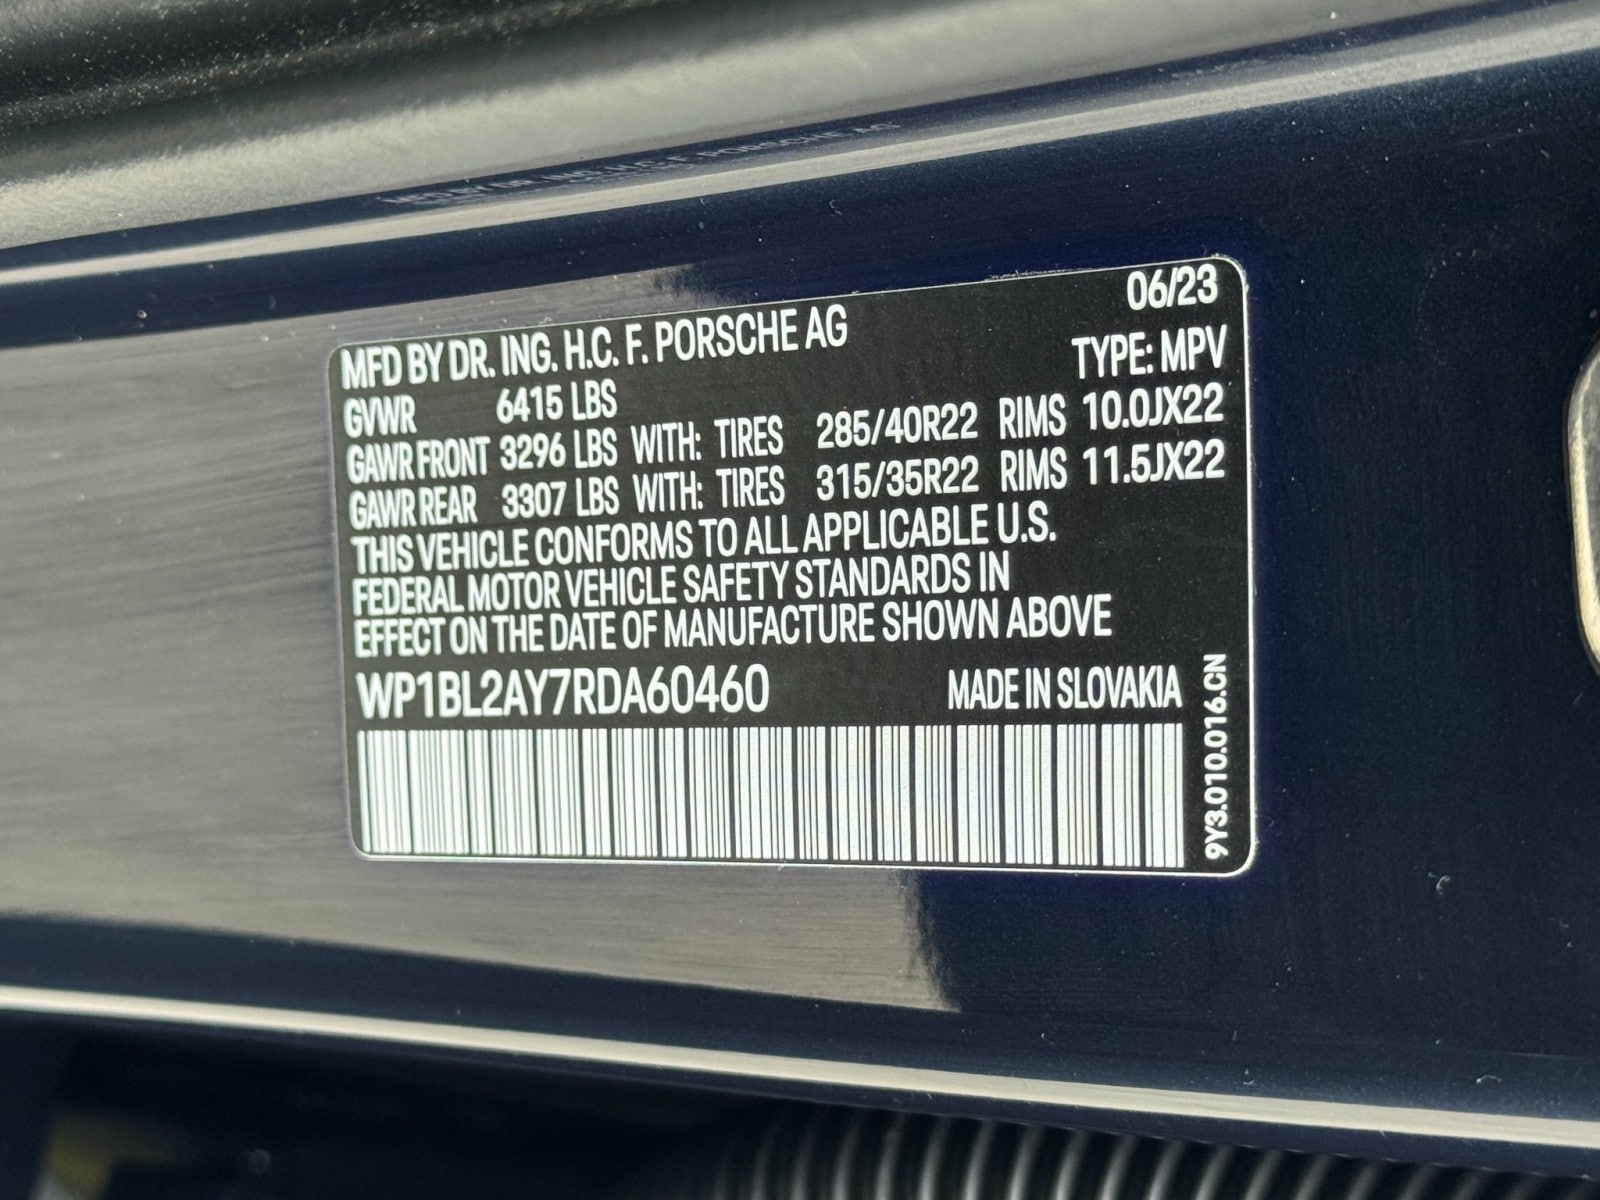 MFD BY DR. ING. H.C. F. PORSCHE AG 06/23
TYPE: MPV
GVWR 6415 LBS
GAWR FRONT 3296 LBS WITH: TIRES 285/40R22 RIMS 10.0JX22
GAWR REAR 3307 LBS WITH: TIRES 315/35R22 RIMS 11.5JX22
THIS VEHICLE CONFORMS TO ALL APPLICABLE U.S.
FEDERAL MOTOR VEHICLE SAFETY STANDARDS IN
EFFECT ON THE DATE OF MANUFACTURE SHOWN ABOVE
WP1BL2AY7RDA60460 MADE IN SLOVAKIA
9Y3.010.016.CN